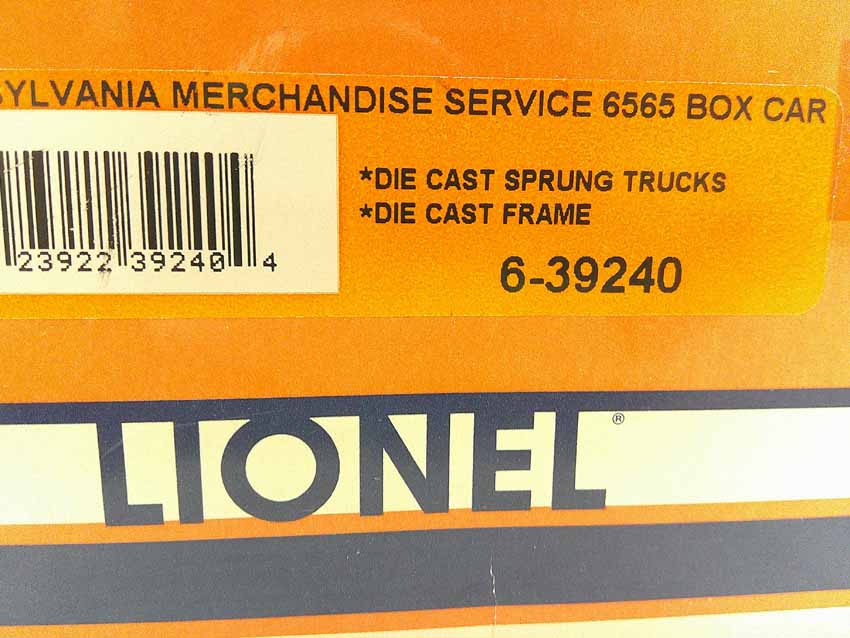 SYLVANIA MERCHANDISE SERVICE 6565 BOX CAR
*DIE CAST SPRUNG TRUCKS
*DIE CAST FRAME
23922 39240 4
6-39240
LIONEL®